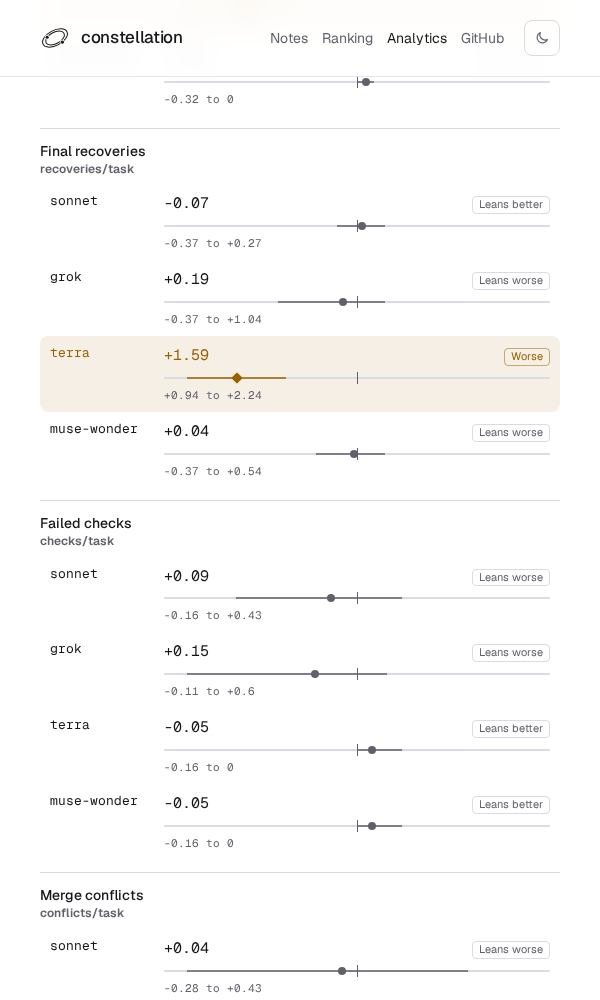 constellation
Notes Ranking Analytics GitHub
-0.32 to 0
Final recoveries
recoveries/task
sonnet -0.07 Leans better
-0.37 to +0.27
grok +0.19 Leans worse
-0.37 to +1.04
terra +1.59 Worse
+0.94 to +2.24
muse-wonder +0.04 Leans worse
-0.37 to +0.54
Failed checks
checks/task
sonnet +0.09 Leans worse
-0.16 to +0.43
grok +0.15 Leans worse
-0.11 to +0.6
terra -0.05 Leans better
-0.16 to 0
muse-wonder -0.05 Leans better
-0.16 to 0
Merge conflicts
conflicts/task
sonnet +0.04 Leans worse
-0.28 to +0.43